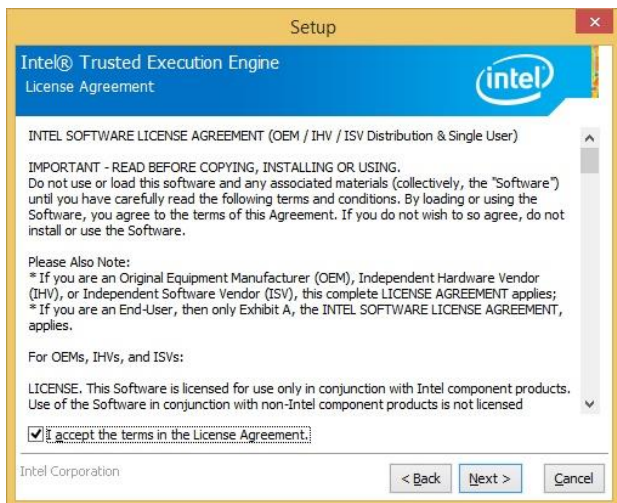 Setup
Intel® Trusted Execution Engine
License Agreement
intel
INTEL SOFTWARE LICENSE AGREEMENT (OEM / IHV / ISV Distribution & Single User)
IMPORTANT - READ BEFORE COPYING, INSTALLING OR USING.
Do not use or load this software and any associated materials (collectively, the "Software")
until you have carefully read the following terms and conditions. By loading or using the
Software, you agree to the terms of this Agreement. If you do not wish to so agree, do not
install or use the Software.
Please Also Note:
* If you are an Original Equipment Manufacturer (OEM), Independent Hardware Vendor
(IHV), or Independent Software Vendor (ISV), this complete LICENSE AGREEMENT applies;
* If you are an End-User, then only Exhibit A, the INTEL SOFTWARE LICENSE AGREEMENT,
applies.
For OEMs, IHVs, and ISVs:
LICENSE. This Software is licensed for use only in conjunction with Intel component products.
Use of the Software in conjunction with non-Intel component products is not licensed
I accept the terms in the License Agreement.
Intel Corporation
< Back Next > Cancel